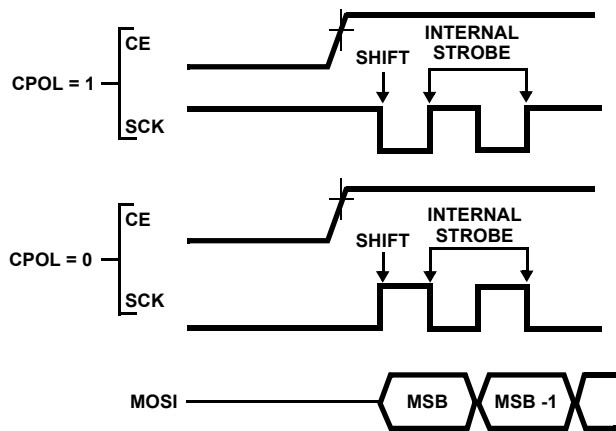 CE
INTERNAL
STROBE
SHIFT
CPOL = 1
SCK
CE
INTERNAL
STROBE
SHIFT
CPOL = 0
SCK
MOSI
MSB
MSB -1